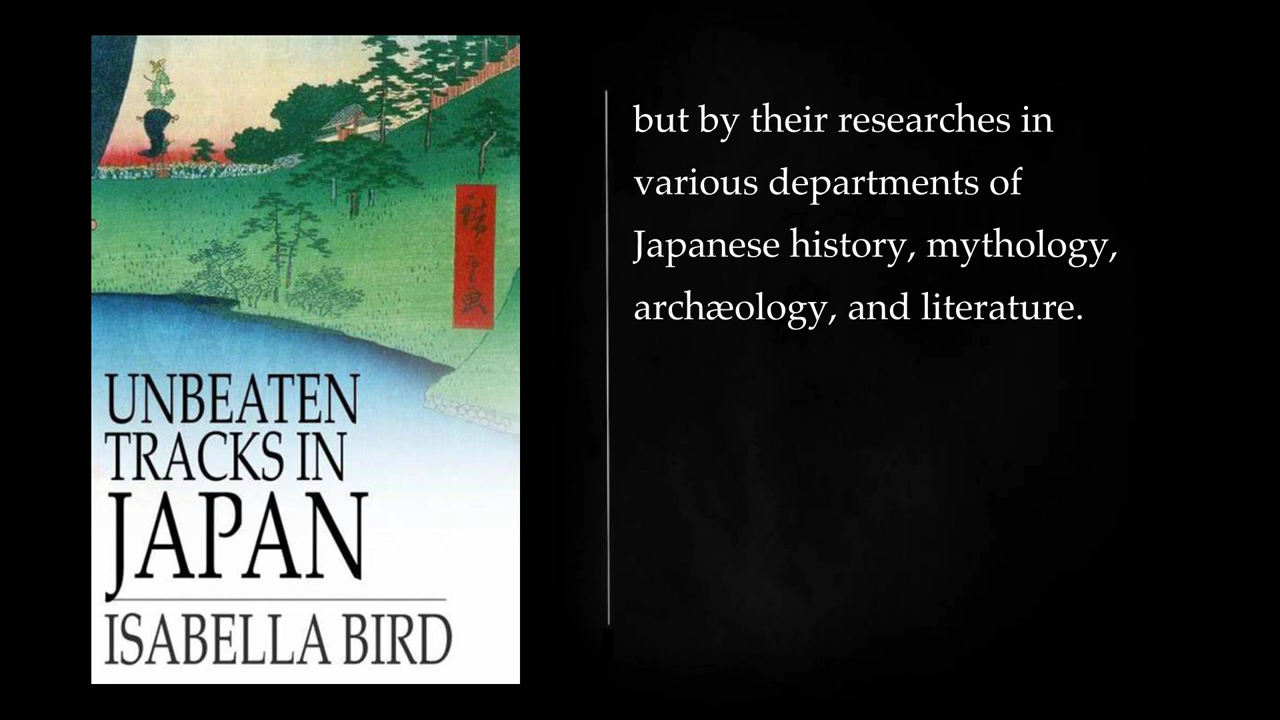 UNBEATEN
TRACKS IN
JAPAN
ISABELLA BIRD
but by their researches in
various departments of
Japanese history, mythology,
archæology, and literature.